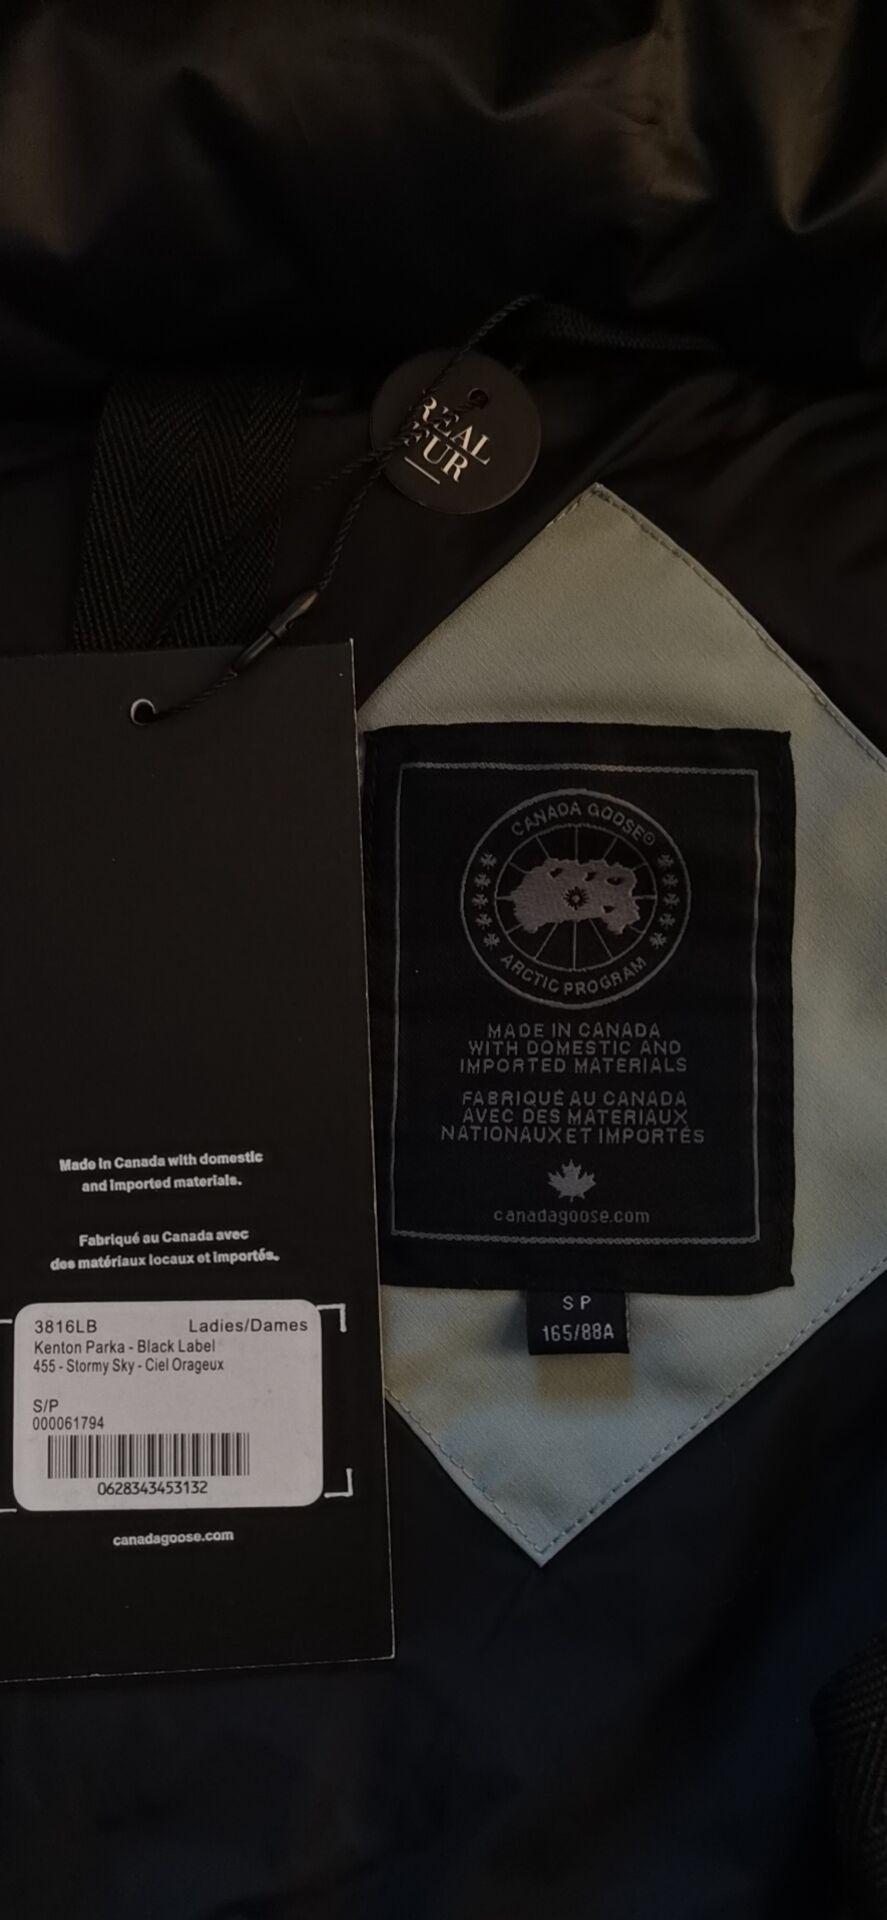 REAL
FUR
CANADA GOOSE®
ARCTIC PROGRAM
MADE IN CANADA
WITH DOMESTIC AND
IMPORTED MATERIALS
FABRIQUÉ AU CANADA
AVEC DES MATERIAUX
NATIONAUX ET IMPORTÉS
canadagoose.com
S P
165/88A
Made in Canada with domestic
and imported materials.
Fabriqué au Canada avec
des matériaux locaux et importés.
3816LB Ladies/Dames
Kenton Parka - Black Label
455 - Stormy Sky - Ciel Orageux
S/P
000061794
0628343453132
canadagoose.com